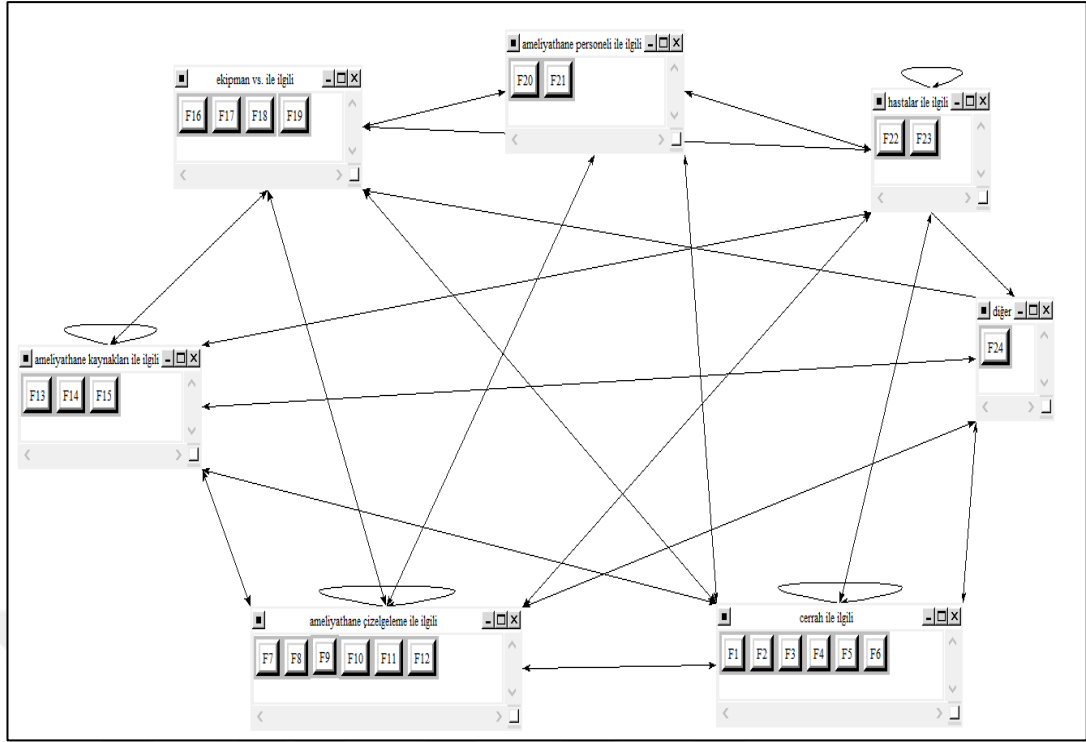 ameliyathane personeli ile ilgili
F20 F21
ekipman vs. ile ilgili
F16 F17 F18 F19
hastalar ile ilgili
F22 F23
diğer
F24
ameliyathane kaynakları ile ilgili
F13 F14 F15
ameliyathane çizelgeleme ile ilgili
F7 F8 F9 F10 F11 F12
cerrah ile ilgili
F1 F2 F3 F4 F5 F6